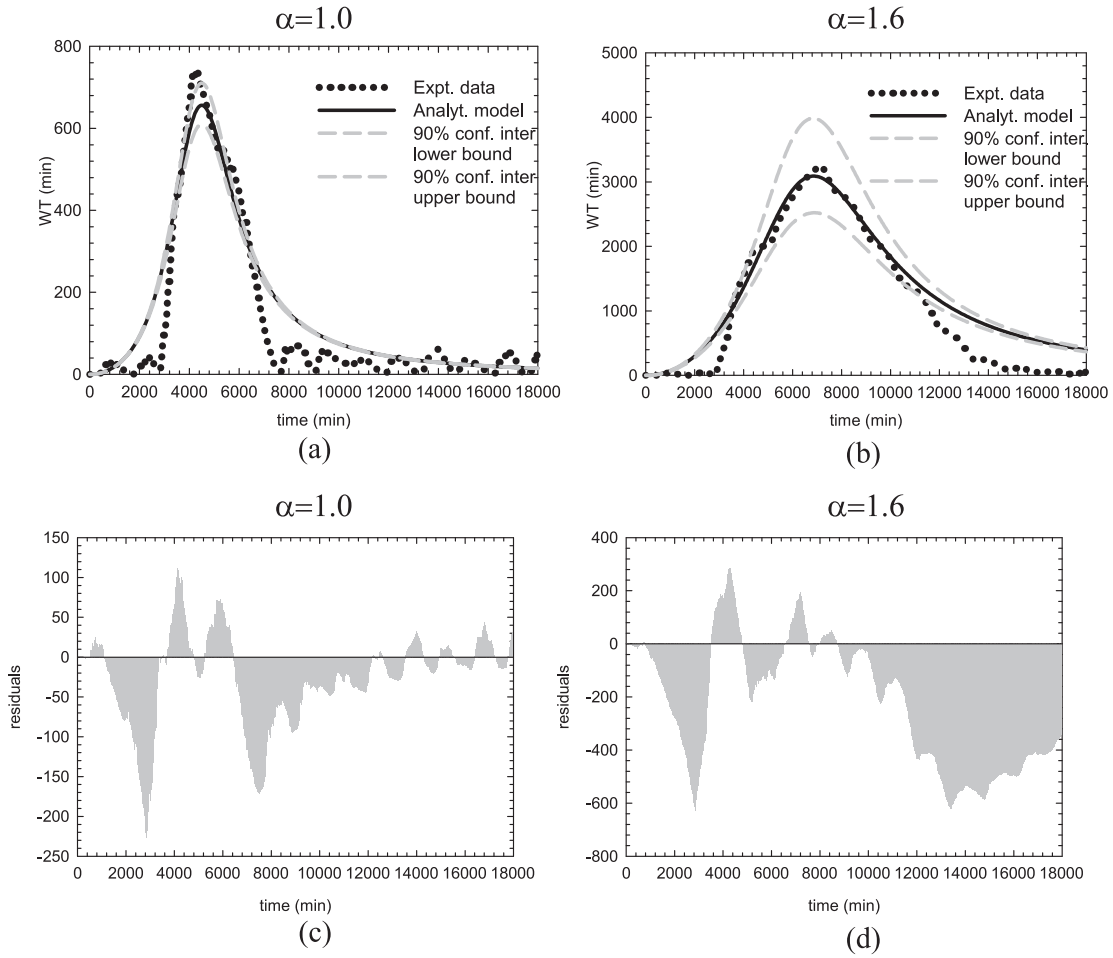 α=1.0
800
600
400
200
0
WT (min)
Expt. data
Analyt. model
90% conf. inter
lower bound
90% conf. inter
upper bound
0 2000 4000 6000 8000 10000 12000 14000 16000 18000
time (min)
(a)
α=1.6
5000
4000
3000
2000
1000
0
WT (min)
Expt. data
Analyt. model
90% conf. inter.
lower bound
90% conf. inter.
upper bound
0 2000 4000 6000 8000 10000 12000 14000 16000 18000
time (min)
(b)
α=1.0
150
100
50
0
-50
-100
-150
-200
-250
residuals
0 2000 4000 6000 8000 10000 12000 14000 16000 18000
time (min)
(c)
α=1.6
400
200
0
-200
-400
-600
-800
residuals
0 2000 4000 6000 8000 10000 12000 14000 16000 18000
time (min)
(d)